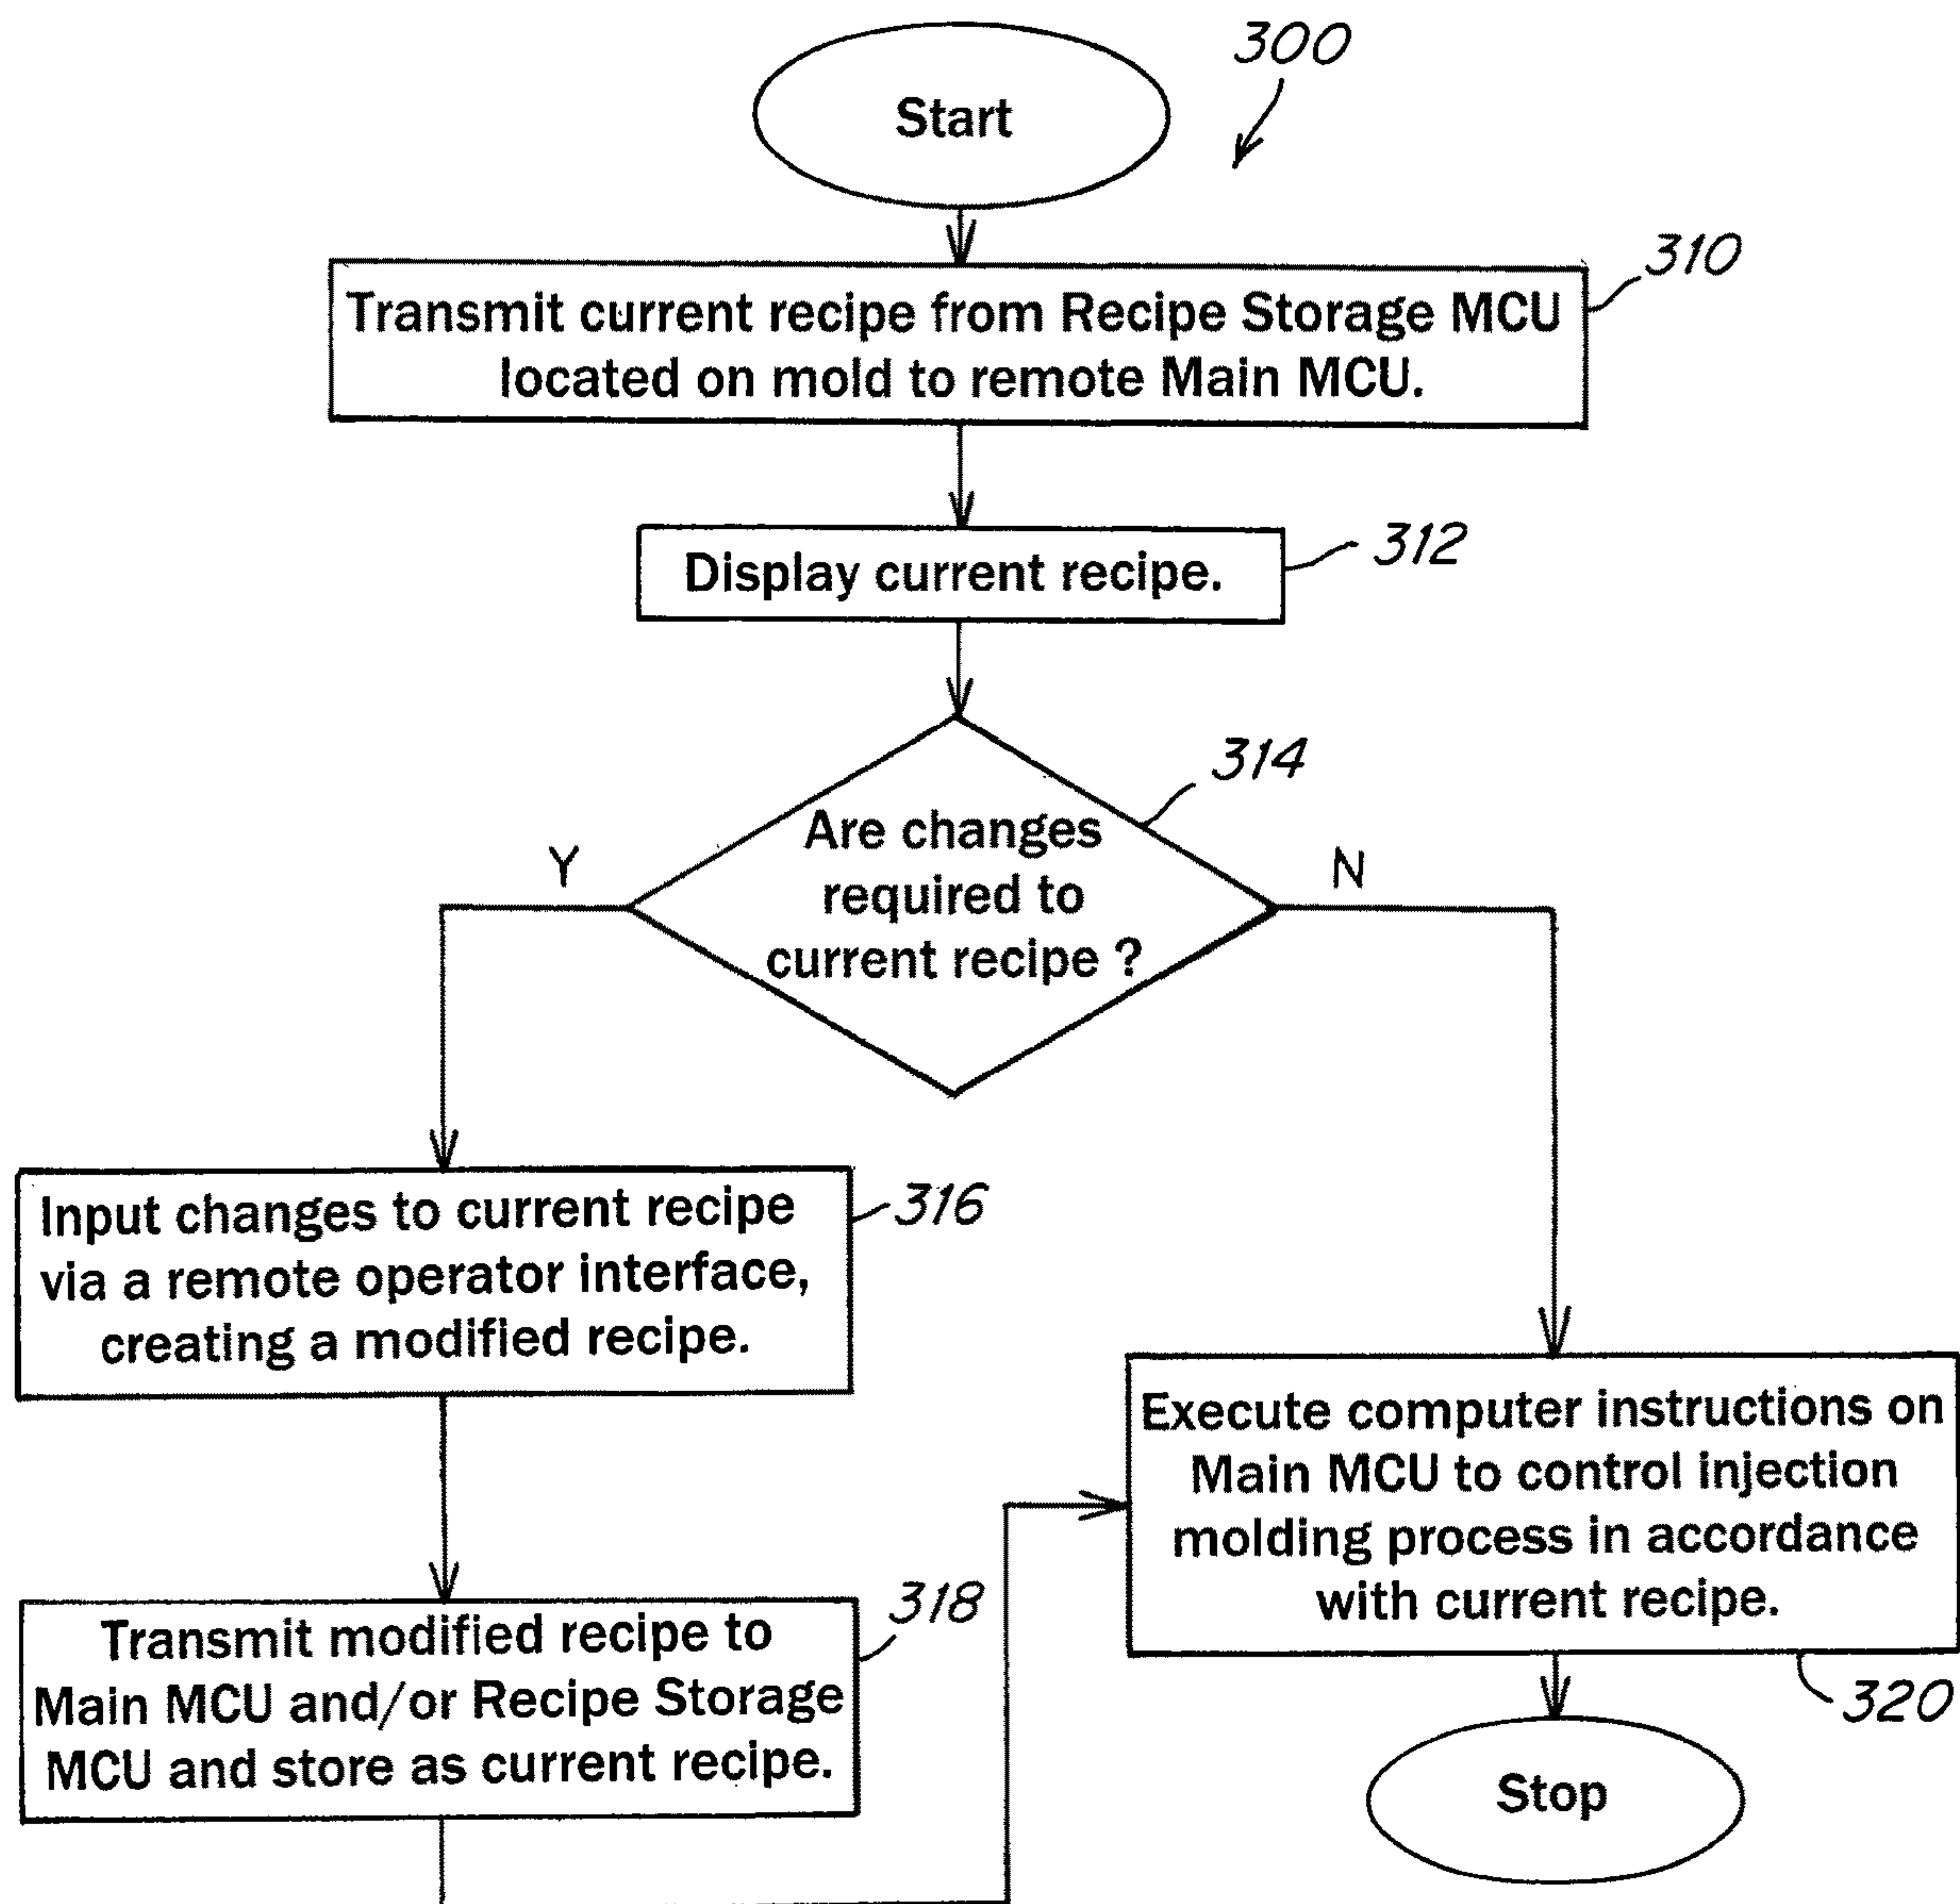 Start
300
Transmit current recipe from Recipe Storage MCU
located on mold to remote Main MCU.
310
Display current recipe.
312
Are changes
required to
current recipe ?
314
Y
N
Input changes to current recipe
via a remote operator interface,
creating a modified recipe.
316
Transmit modified recipe to
Main MCU and/or Recipe Storage
MCU and store as current recipe.
318
Execute computer instructions on
Main MCU to control injection
molding process in accordance
with current recipe.
320
Stop